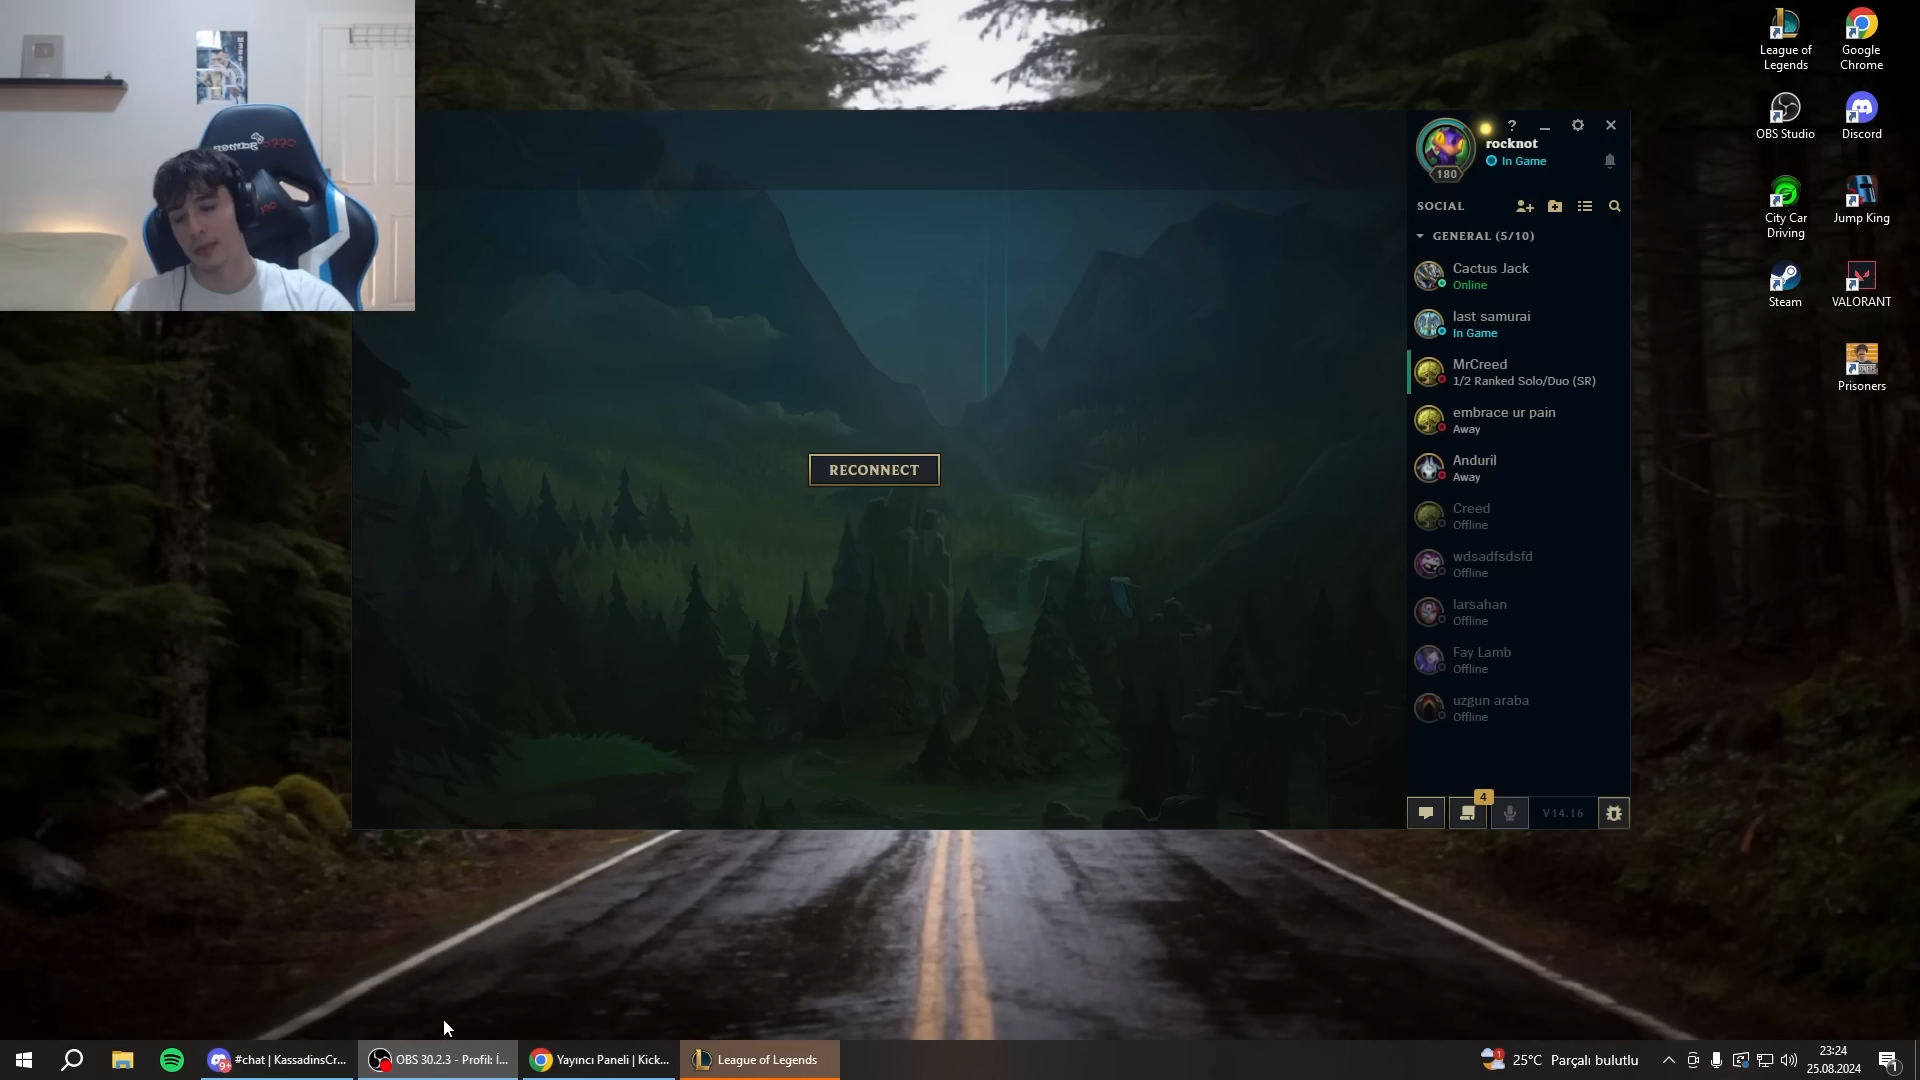 League of
Legends
Google
Chrome
OBS Studio
Discord
City Car
Driving
Jump King
Steam
VALORANT
Prisoners
?
rocknot
In Game
180
SOCIAL
GENERAL (5/10)
Cactus Jack
Online
last samurai
In Game
MrCreed
1/2 Ranked Solo/Duo (SR)
embrace ur pain
Away
Anduril
Away
Creed
Offline
wdsadfsdsfd
Offline
larsahan
Offline
Fay Lamb
Offline
uzgun araba
Offline
RECONNECT
4
V14.16
9+
#chat | KassadinsCr...
OBS 30.2.3 - Profil: İ...
Yayıncı Paneli | Kick...
League of Legends
1
25°C Parçalı bulutlu
23:24
25.08.2024
1